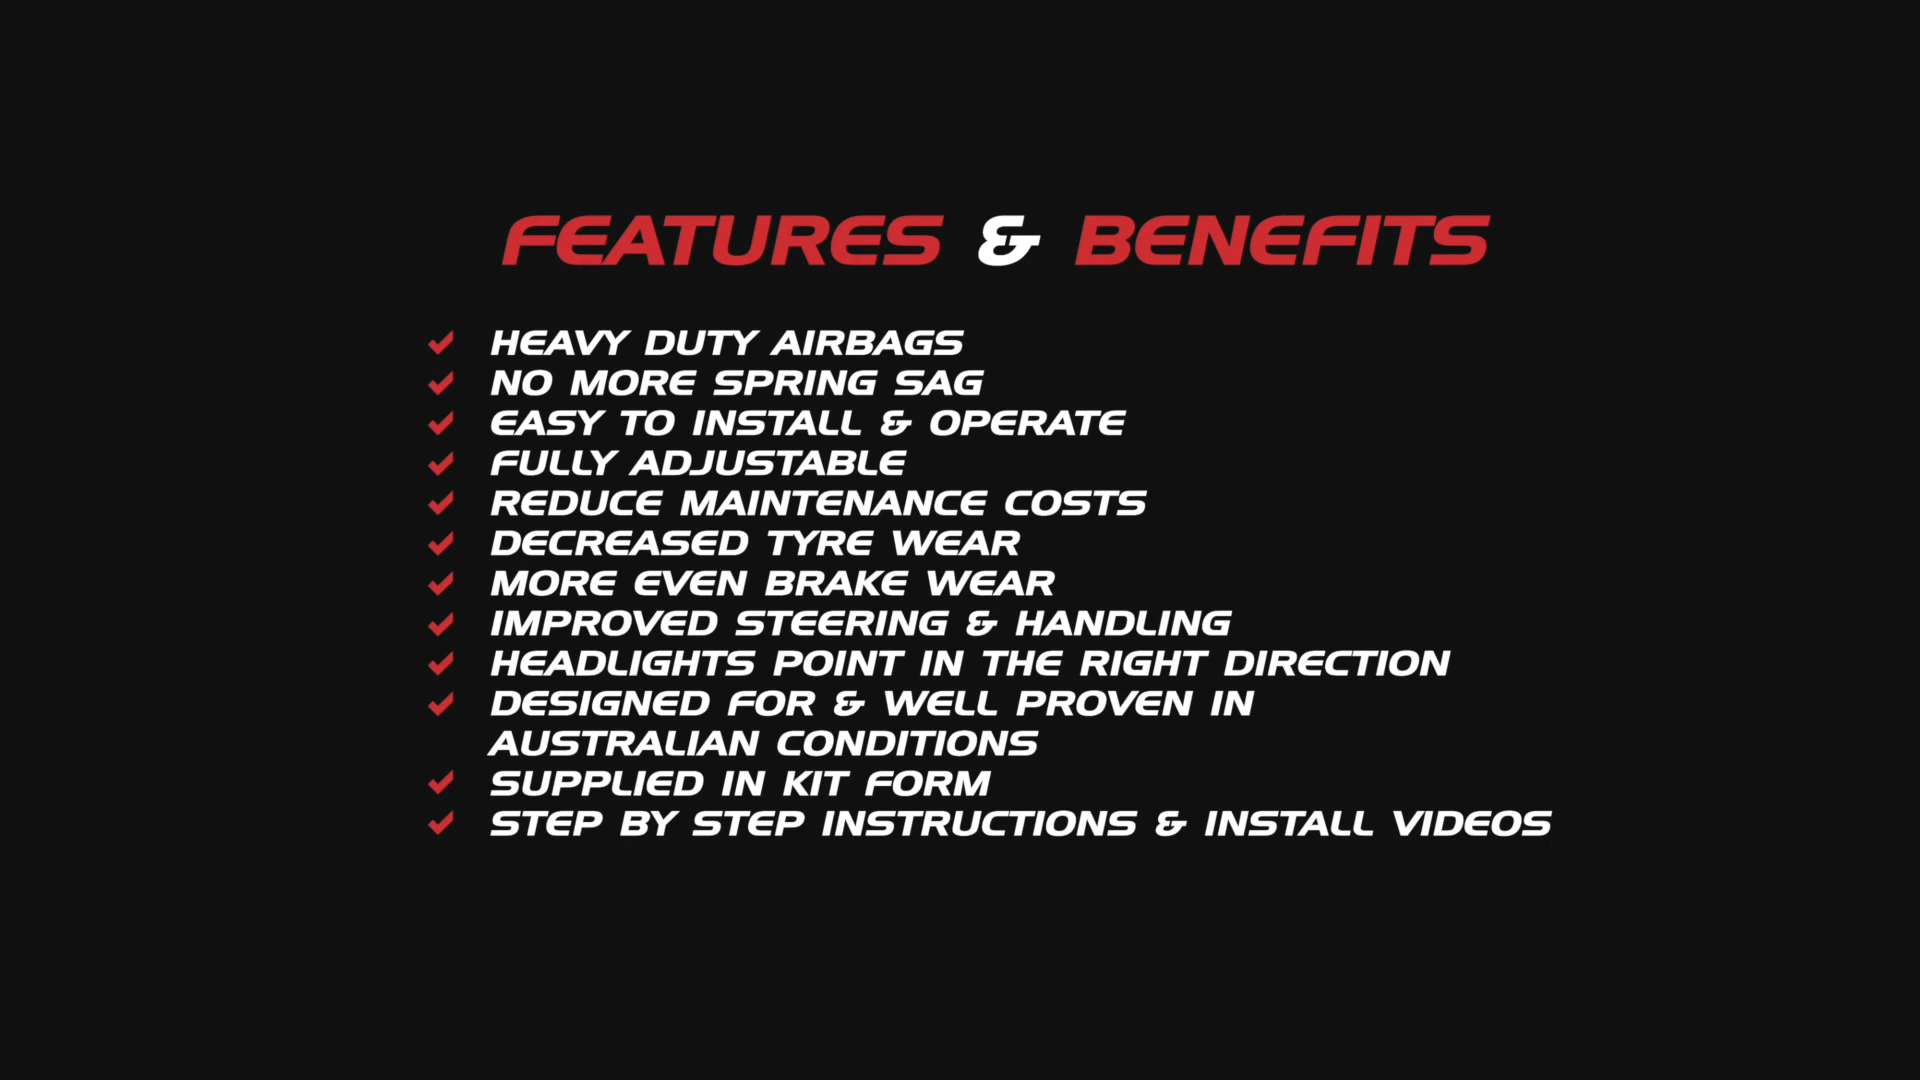 FEATURES & BENEFITS
HEAVY DUTY AIRBAGS
NO MORE SPRING SAG
EASY TO INSTALL & OPERATE
FULLY ADJUSTABLE
REDUCE MAINTENANCE COSTS
DECREASED TYRE WEAR
MORE EVEN BRAKE WEAR
IMPROVED STEERING & HANDLING
HEADLIGHTS POINT IN THE RIGHT DIRECTION
DESIGNED FOR & WELL PROVEN IN
AUSTRALIAN CONDITIONS
SUPPLIED IN KIT FORM
STEP BY STEP INSTRUCTIONS & INSTALL VIDEOS